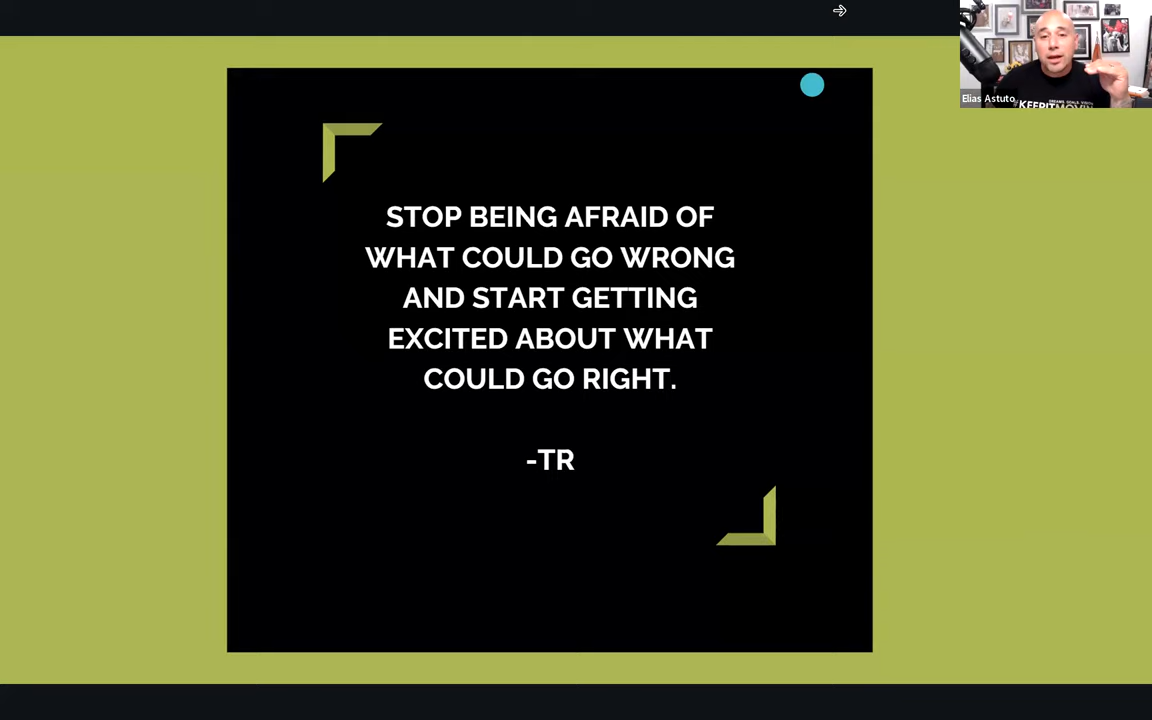 Elias Astuto
#KEEPITMOVIN
STOP BEING AFRAID OF
WHAT COULD GO WRONG
AND START GETTING
EXCITED ABOUT WHAT
COULD GO RIGHT.
-TR